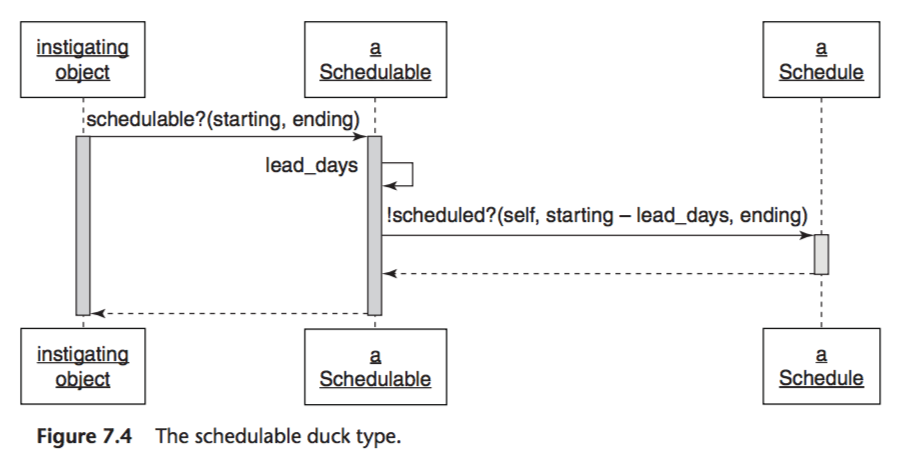 instigating
object
a
Schedulable
a
Schedule
schedulable?(starting, ending)
lead_days
!scheduled?(self, starting – lead_days, ending)
instigating
object
a
Schedulable
a
Schedule
Figure 7.4 The schedulable duck type.